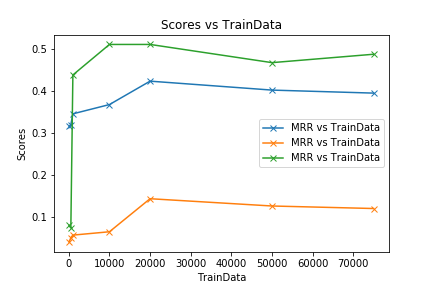 Scores vs TrainData
0.5
0.4
0.3
0.2
0.1
Scores
MRR vs TrainData
MRR vs TrainData
MRR vs TrainData
0 10000 20000 30000 40000 50000 60000 70000
TrainData